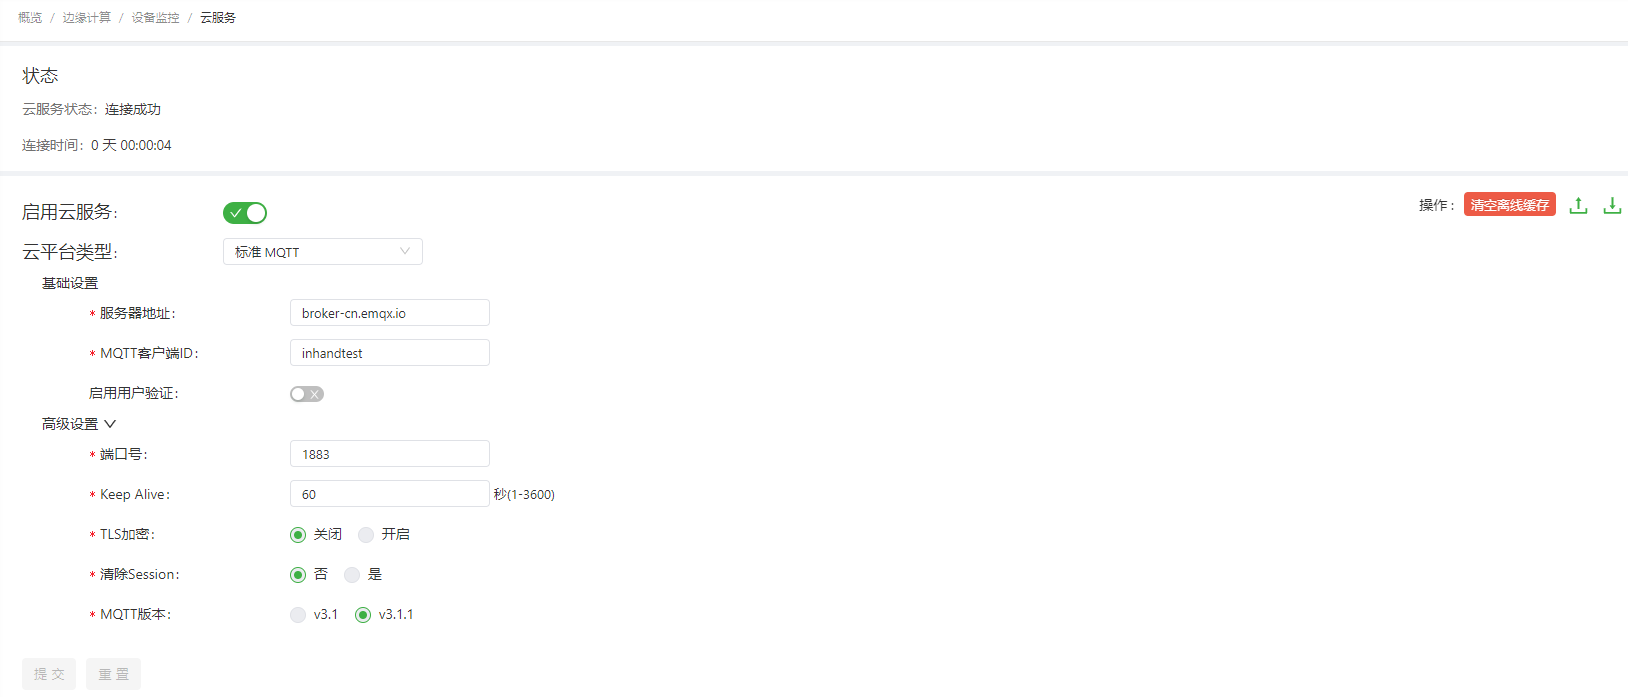 概览 / 边缘计算 / 设备监控 / 云服务
状态
云服务状态: 连接成功
连接时间: 0 天 00:00:04
启用云服务:
操作 : 清空离线缓存
云平台类型: 标准 MQTT
基础设置
* 服务器地址: broker-cn.emqx.io
* MQTT客户端ID: inhandtest
启用用户验证:
高级设置
* 端口号: 1883
* Keep Alive: 60 秒(1-3600)
* TLS加密: 关闭 开启
* 清除Session: 否 是
* MQTT版本: v3.1 v3.1.1
提 交 重 置